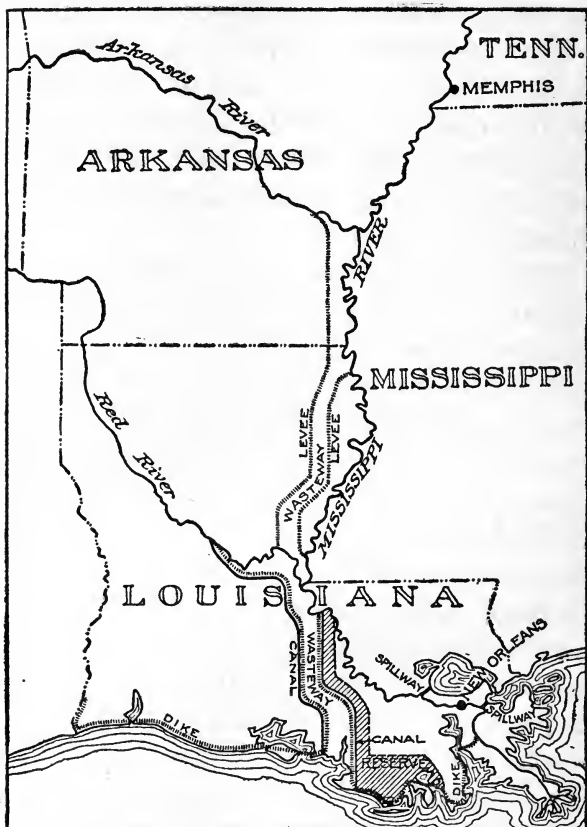 TENN.
MEMPHIS
Arkansas River
ARKANSAS
RIVER
MISSISSIPPI
LEVEE
WASTEWAY
LEVEE
MISSISSIPPI
Red River
LOUISIANA
CANAL
WASTEWAY
SPILLWAY
NEW ORLEANS
SPILLWAY
DIKE
CANAL
DIKE